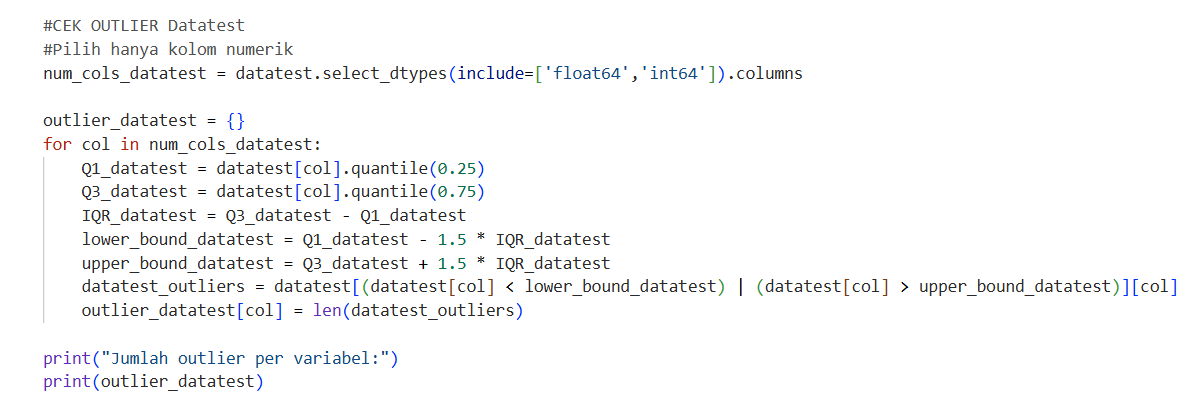 #CEK OUTLIER Datatest
#Pilih hanya kolom numerik
num_cols_datatest = datatest.select_dtypes(include=['float64','int64']).columns

outlier_datatest = {}
for col in num_cols_datatest:
    Q1_datatest = datatest[col].quantile(0.25)
    Q3_datatest = datatest[col].quantile(0.75)
    IQR_datatest = Q3_datatest - Q1_datatest
    lower_bound_datatest = Q1_datatest - 1.5 * IQR_datatest
    upper_bound_datatest = Q3_datatest + 1.5 * IQR_datatest
    datatest_outliers = datatest[(datatest[col] < lower_bound_datatest) | (datatest[col] > upper_bound_datatest)][col]
    outlier_datatest[col] = len(datatest_outliers)

print("Jumlah outlier per variabel:")
print(outlier_datatest)